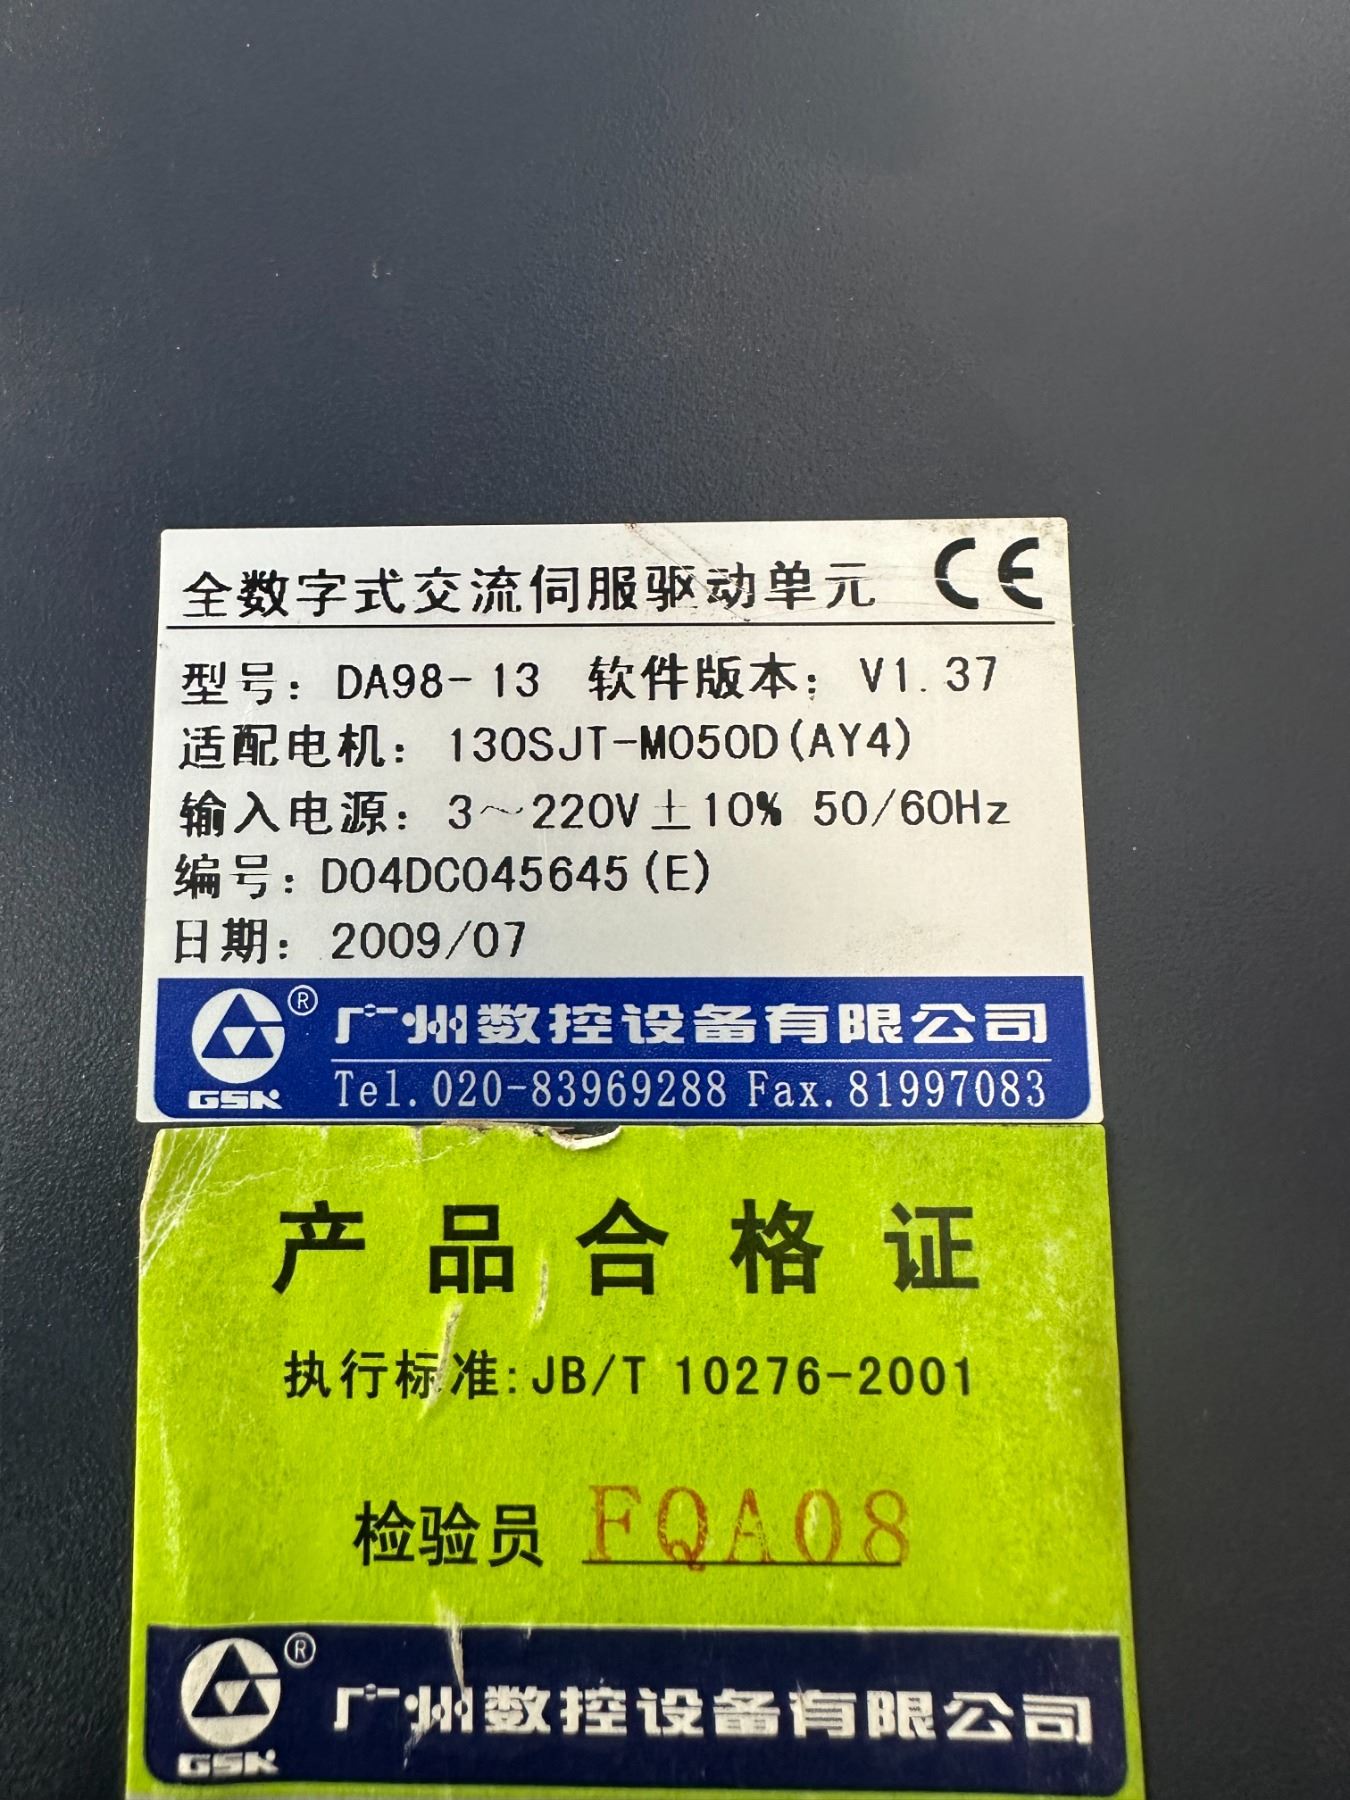 全数字式交流伺服驱动单元 CE
型号: DA98-13 软件版本: V1.37
适配电机: 130SJT-M050D(AY4)
输入电源: 3～220V±10% 50/60Hz
编号: D04DC045645(E)
日期: 2009/07
® 广州数控设备有限公司
GSK Tel.020-83969288 Fax.81997083
产品合格证
执行标准:JB/T 10276-2001
检验员 FQA08
® 广州数控设备有限公司
GSK